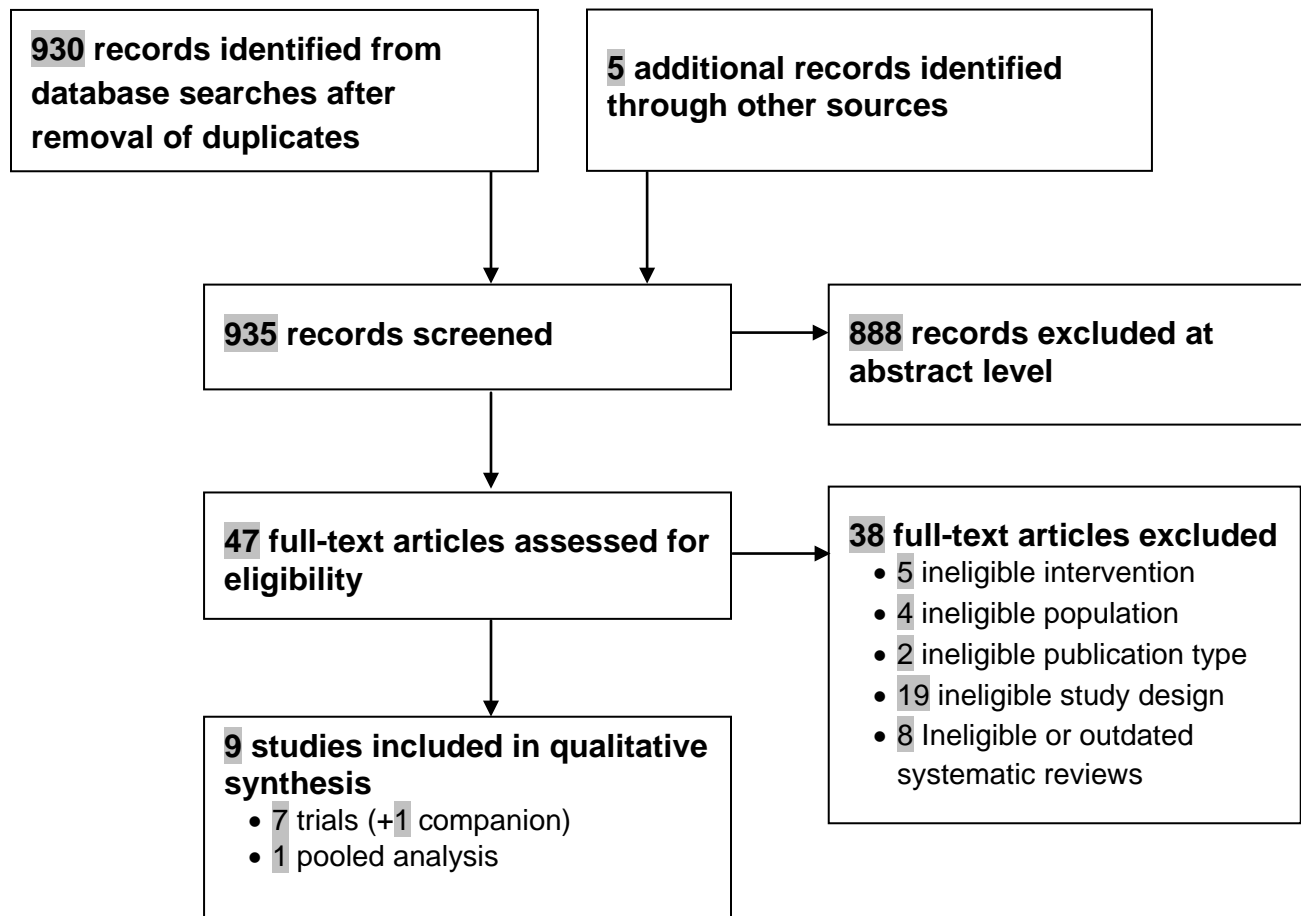 930 records identified from
database searches after
removal of duplicates
5 additional records identified
through other sources
935 records screened
888 records excluded at
abstract level
47 full-text articles assessed for
eligibility
38 full-text articles excluded
• 5 ineligible intervention
• 4 ineligible population
• 2 ineligible publication type
• 19 ineligible study design
• 8 Ineligible or outdated
systematic reviews
9 studies included in qualitative
synthesis
• 7 trials (+1 companion)
• 1 pooled analysis